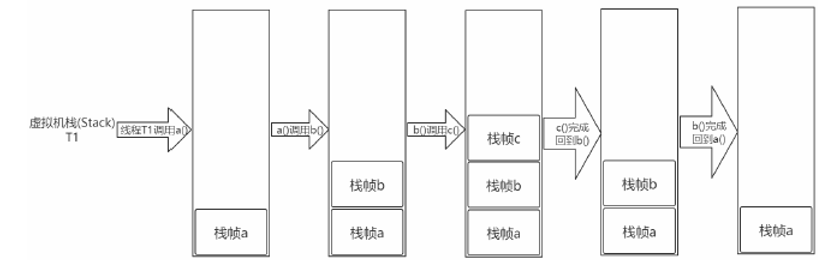 虚拟机栈(Stack)
T1
线程T1调用a()
栈帧a
a()调用b()
栈帧b
栈帧a
b()调用c()
栈帧c
栈帧b
栈帧a
c()完成
回到b()
栈帧b
栈帧a
b()完成
回到a()
栈帧a